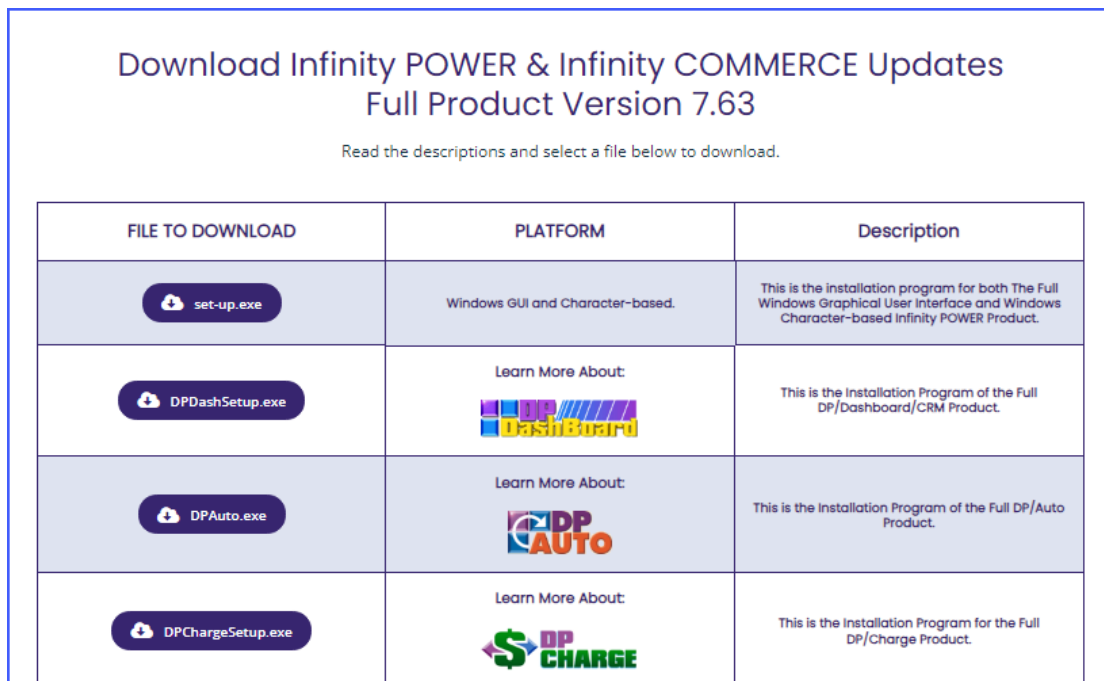 Download Infinity POWER & Infinity COMMERCE Updates
Full Product Version 7.63
Read the descriptions and select a file below to download.
FILE TO DOWNLOAD
PLATFORM
Description
set-up.exe
Windows GUI and Character-based.
This is the installation program for both The Full
Windows Graphical User Interface and Windows
Character-based Infinity POWER Product.
DPDashSetup.exe
Learn More About:
DP
DashBoard
This is the Installation Program of the Full
DP/Dashboard/CRM Product.
DPAuto.exe
Learn More About:
DP
AUTO
This is the Installation Program of the Full DP/Auto
Product.
DPChargeSetup.exe
Learn More About:
$ DP
CHARGE
This is the Installation Program for the Full
DP/Charge Product.